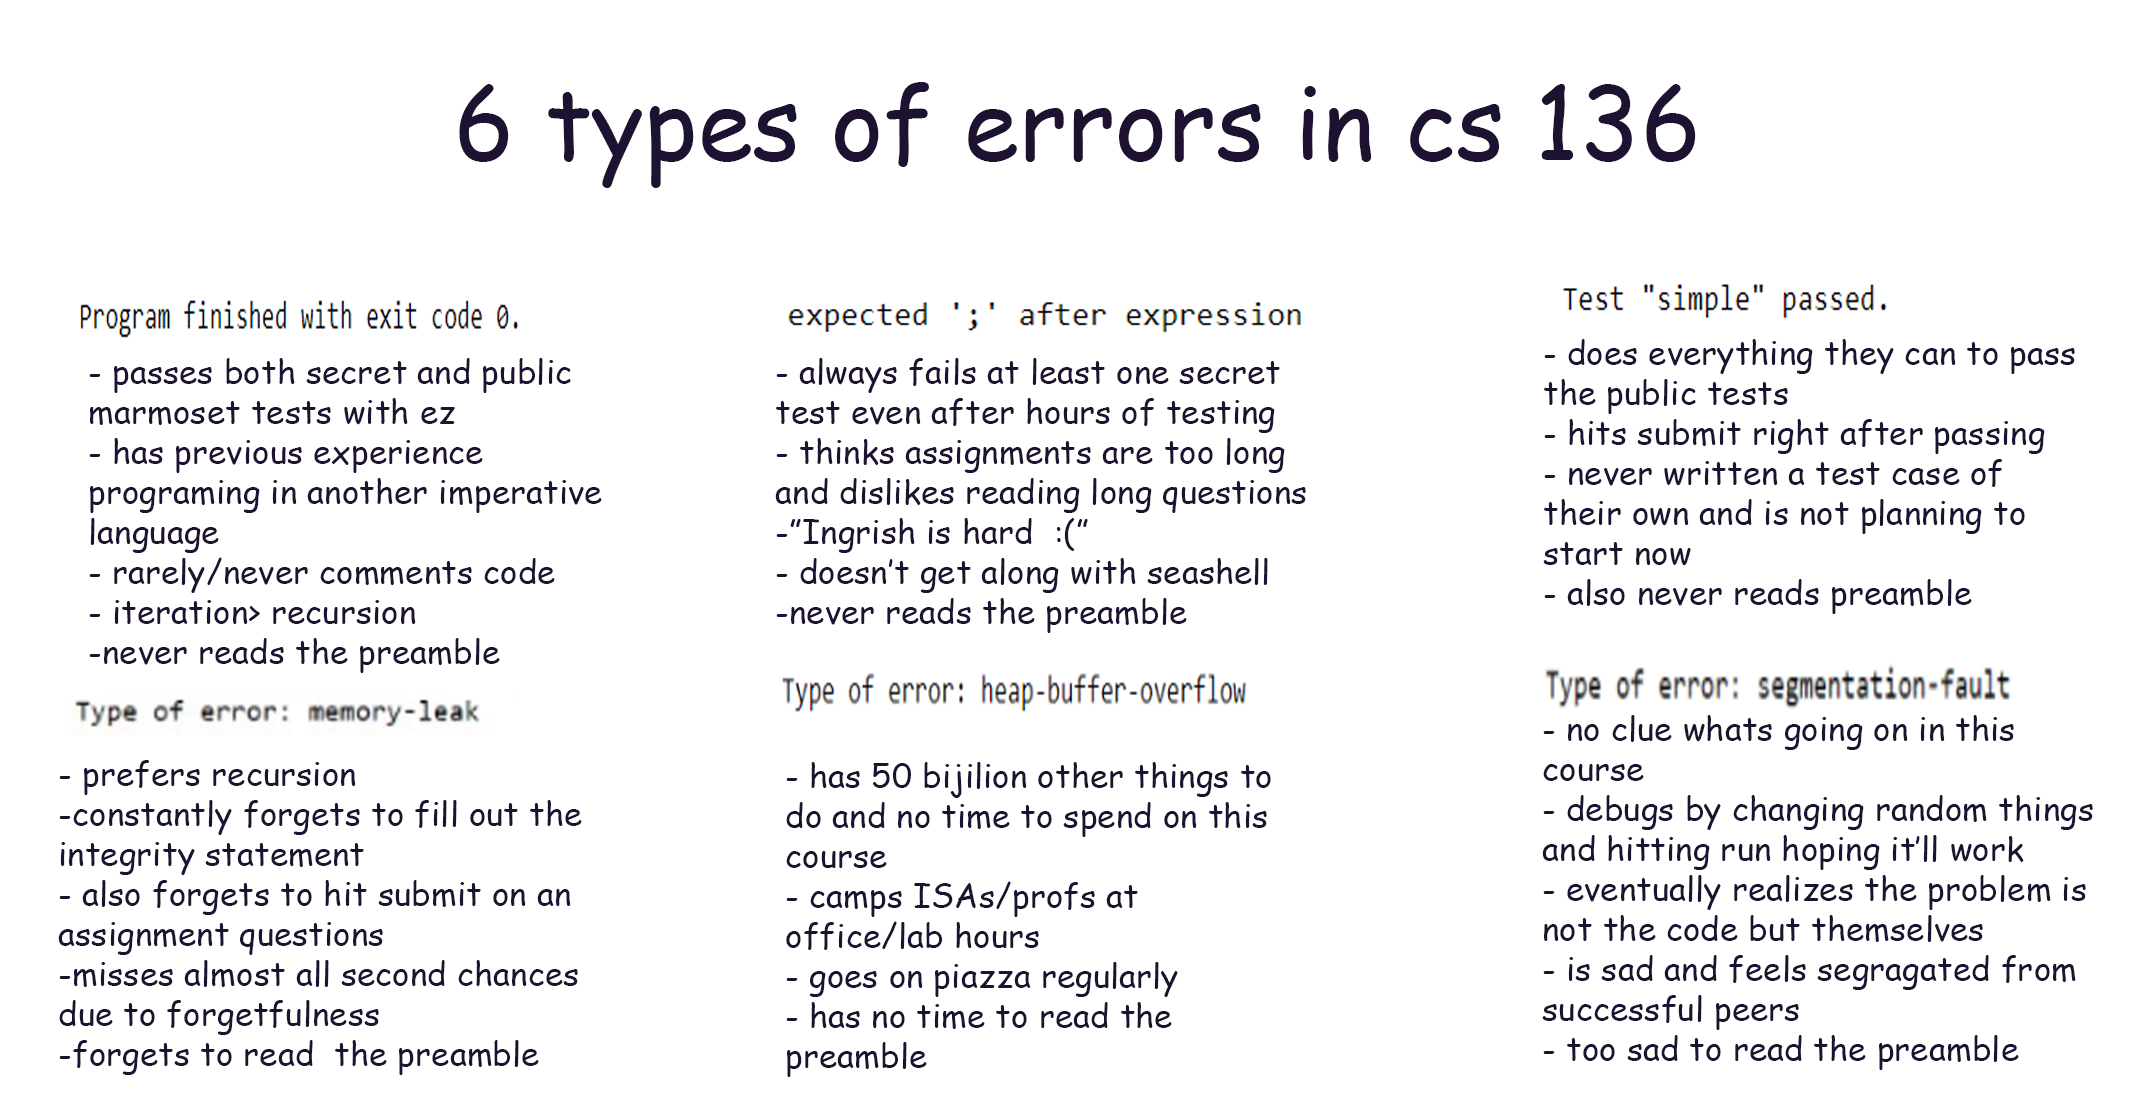 6 types of errors in cs 136
Program finished with exit code 0.
- passes both secret and public
marmoset tests with ez
- has previous experience
programing in another imperative
language
- rarely/never comments code
- iteration> recursion
-never reads the preamble
expected ';' after expression
- always fails at least one secret
test even after hours of testing
- thinks assignments are too long
and dislikes reading long questions
-"Ingrish is hard  :("
- doesn't get along with seashell
-never reads the preamble
Test "simple" passed.
- does everything they can to pass
the public tests
- hits submit right after passing
- never written a test case of
their own and is not planning to
start now
- also never reads preamble
Type of error: memory-leak
- prefers recursion
-constantly forgets to fill out the
integrity statement
- also forgets to hit submit on an
assignment questions
-misses almost all second chances
due to forgetfulness
-forgets to read  the preamble
Type of error: heap-buffer-overflow
- has 50 bijilion other things to
do and no time to spend on this
course
- camps ISAs/profs at
office/lab hours
- goes on piazza regularly
- has no time to read the
preamble
Type of error: segmentation-fault
- no clue whats going on in this
course
- debugs by changing random things
and hitting run hoping it'll work
- eventually realizes the problem is
not the code but themselves
- is sad and feels segragated from
successful peers
- too sad to read the preamble